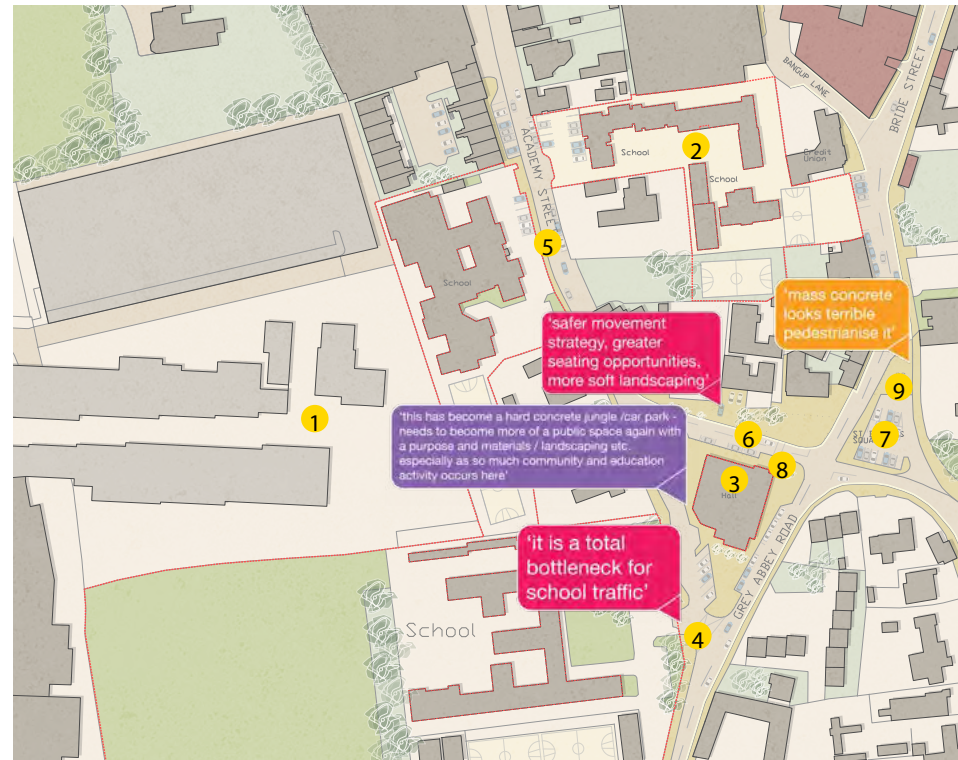 BANGUP LANE
BRIDE STREET
ACADEMY STREET
2
School
Credit
Union
School
5
School
'mass concrete
looks terrible
pedestrianise it'
'safer movement
strategy, greater
seating opportunities,
more soft landscaping'
9
1
'this has become a hard concrete jungle /car park -
needs to become more of a public space again with
a purpose and materials / landscaping etc.
especially as so much community and education
activity occurs here'
6
7
8
3
Hall
GREY ABBEY ROAD
'it is a total
bottleneck for
school traffic'
School
4